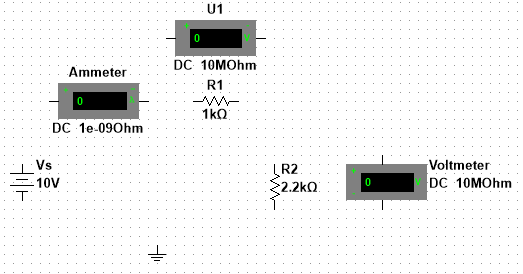 U1
0 V
DC 10MOhm
Ammeter
0 A
DC 1e-09Ohm
R1
1kΩ
Vs
10V
R2
2.2kΩ
Voltmeter
0 V
DC 10MOhm